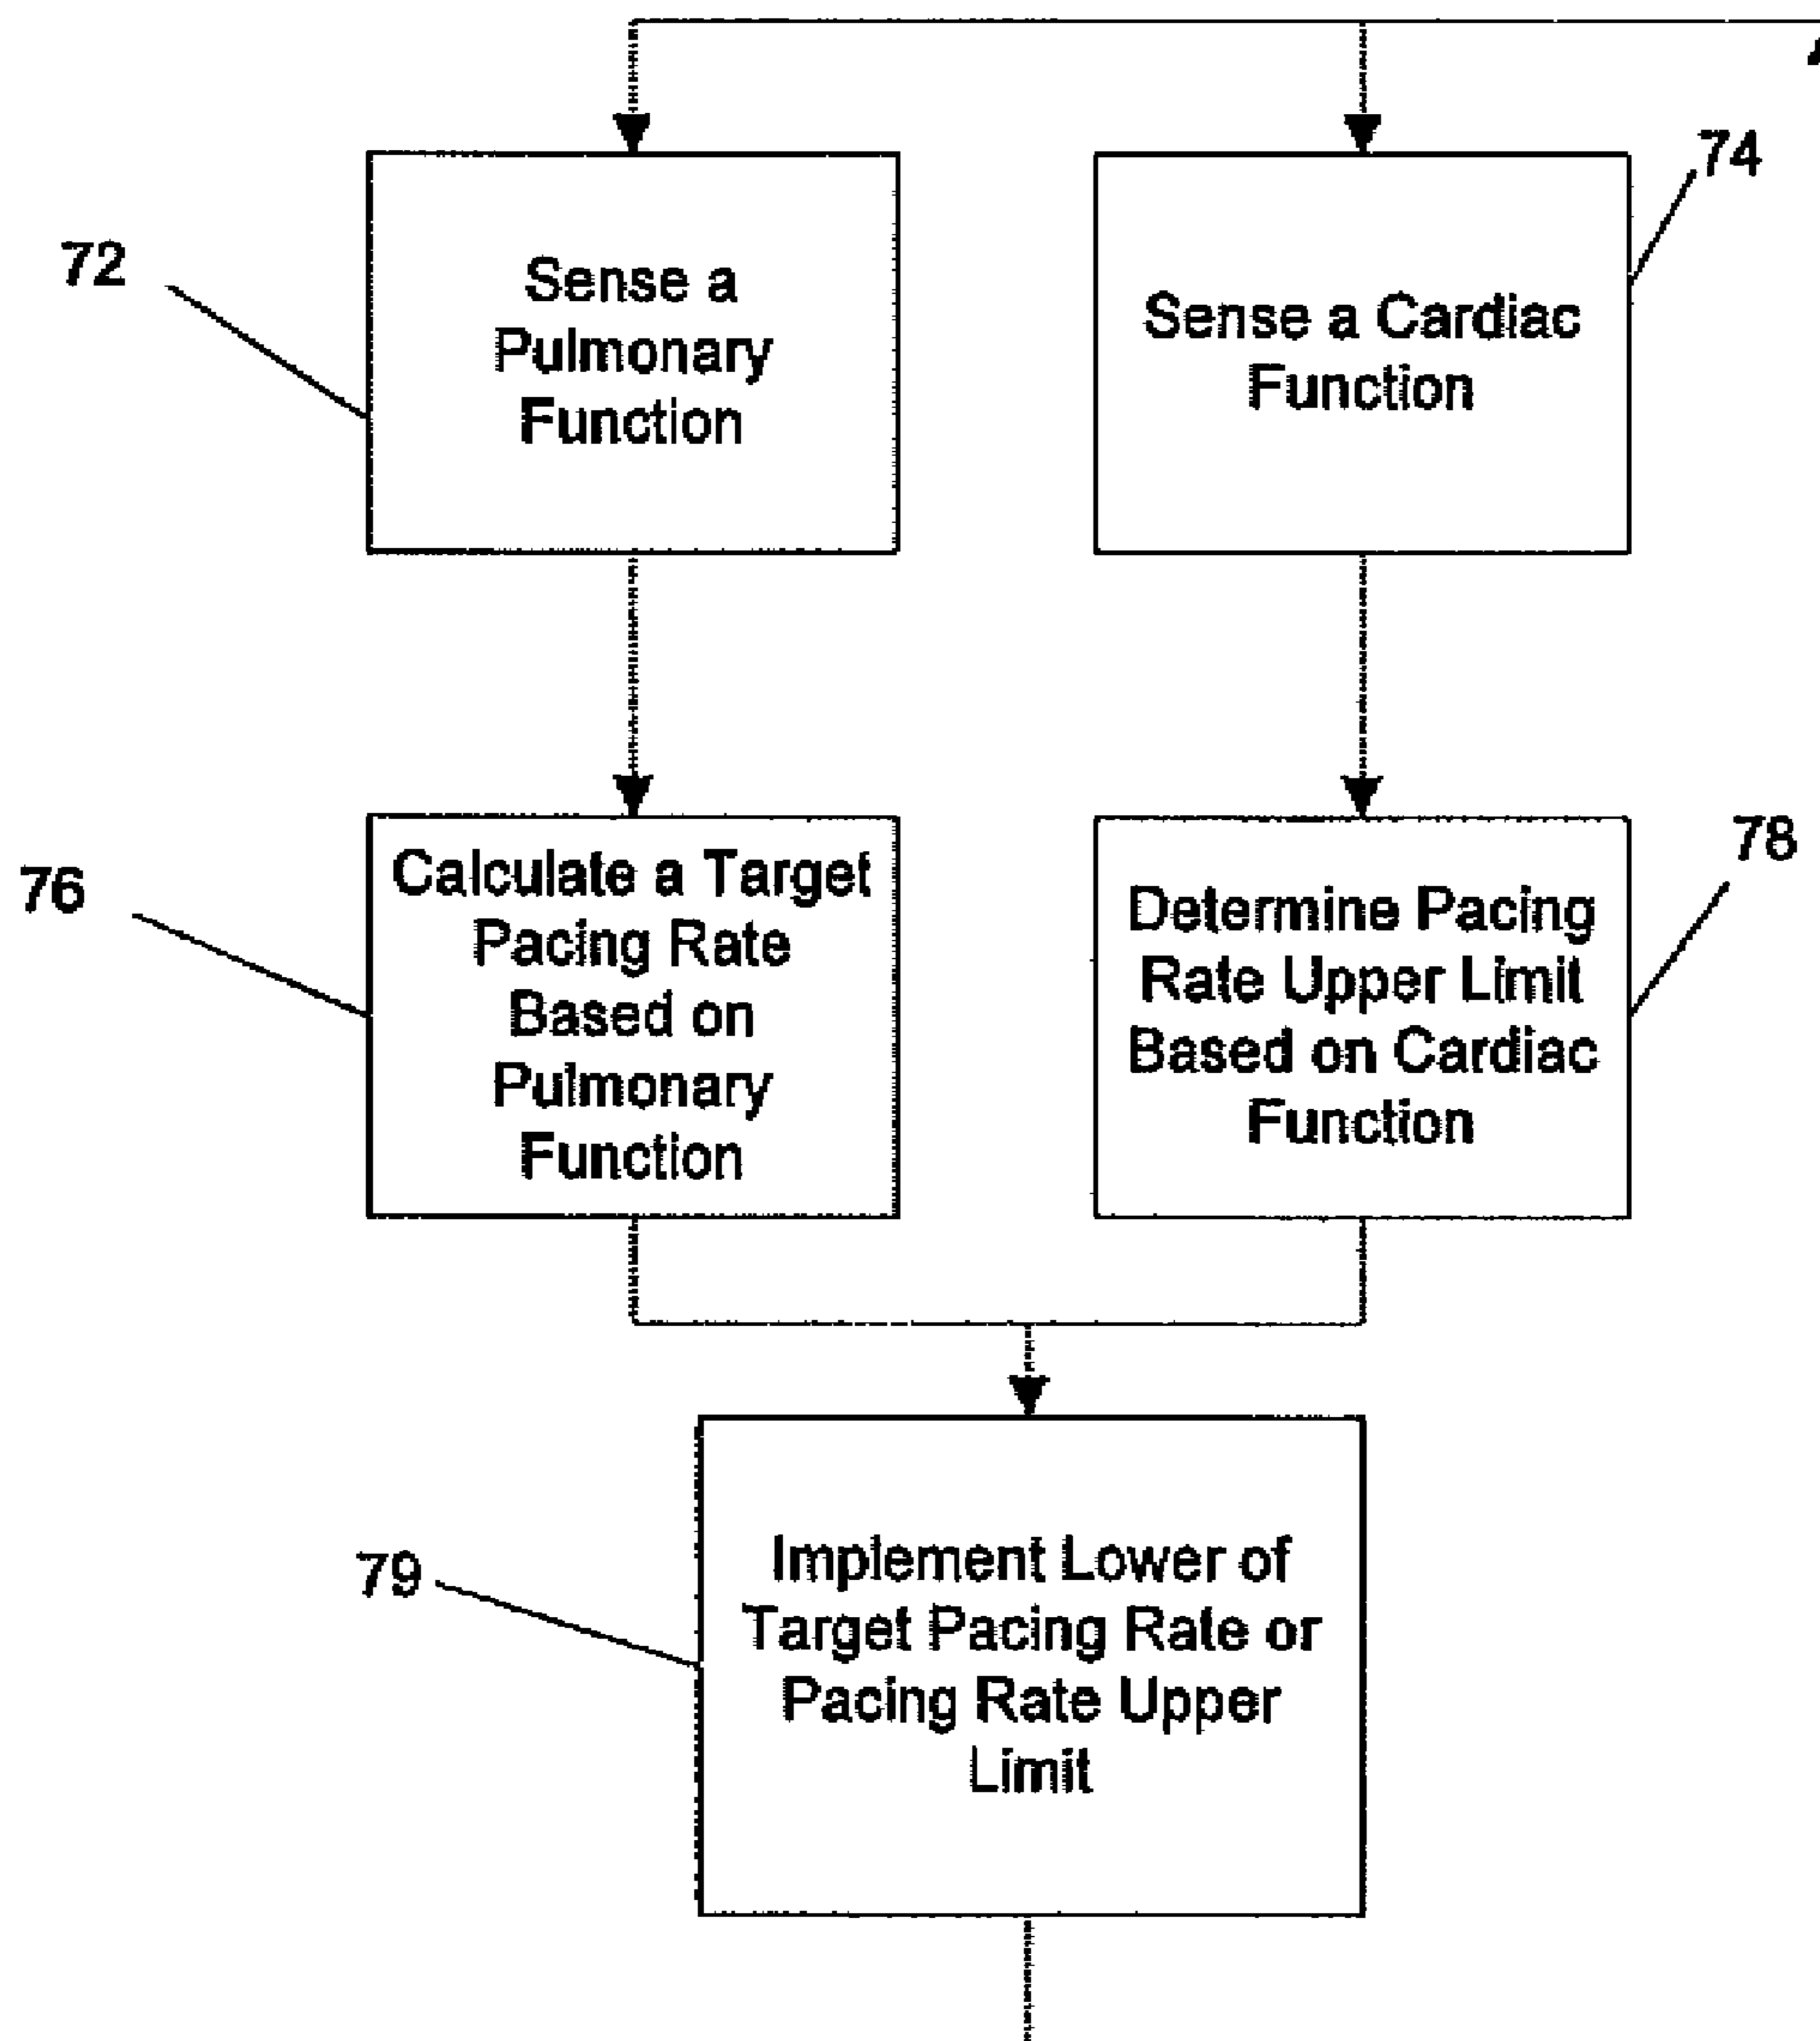 74
72
Sense a
Pulmonary
Function
Sense a Cardiac
Function
76
78
Calculate a Target
Pacing Rate
Based on
Pulmonary
Function
Determine Pacing
Rate Upper Limit
Based on Cardiac
Function
79
Implement Lower of
Target Pacing Rate or
Pacing Rate Upper
Limit